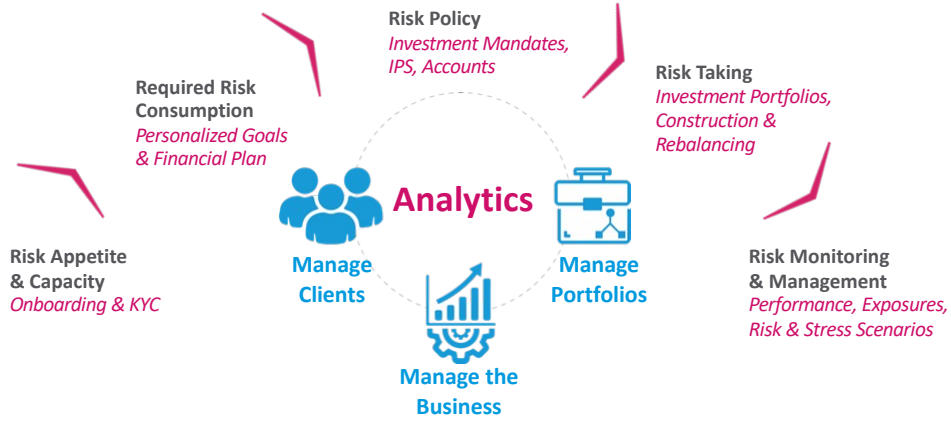 Risk Policy
Investment Mandates,
IPS, Accounts
Required Risk
Consumption
Personalized Goals
& Financial Plan
Risk Taking
Investment Portfolios,
Construction &
Rebalancing
Risk Appetite
& Capacity
Onboarding & KYC
Analytics
Manage
Clients
Manage
Portfolios
Manage the
Business
Risk Monitoring
& Management
Performance, Exposures,
Risk & Stress Scenarios